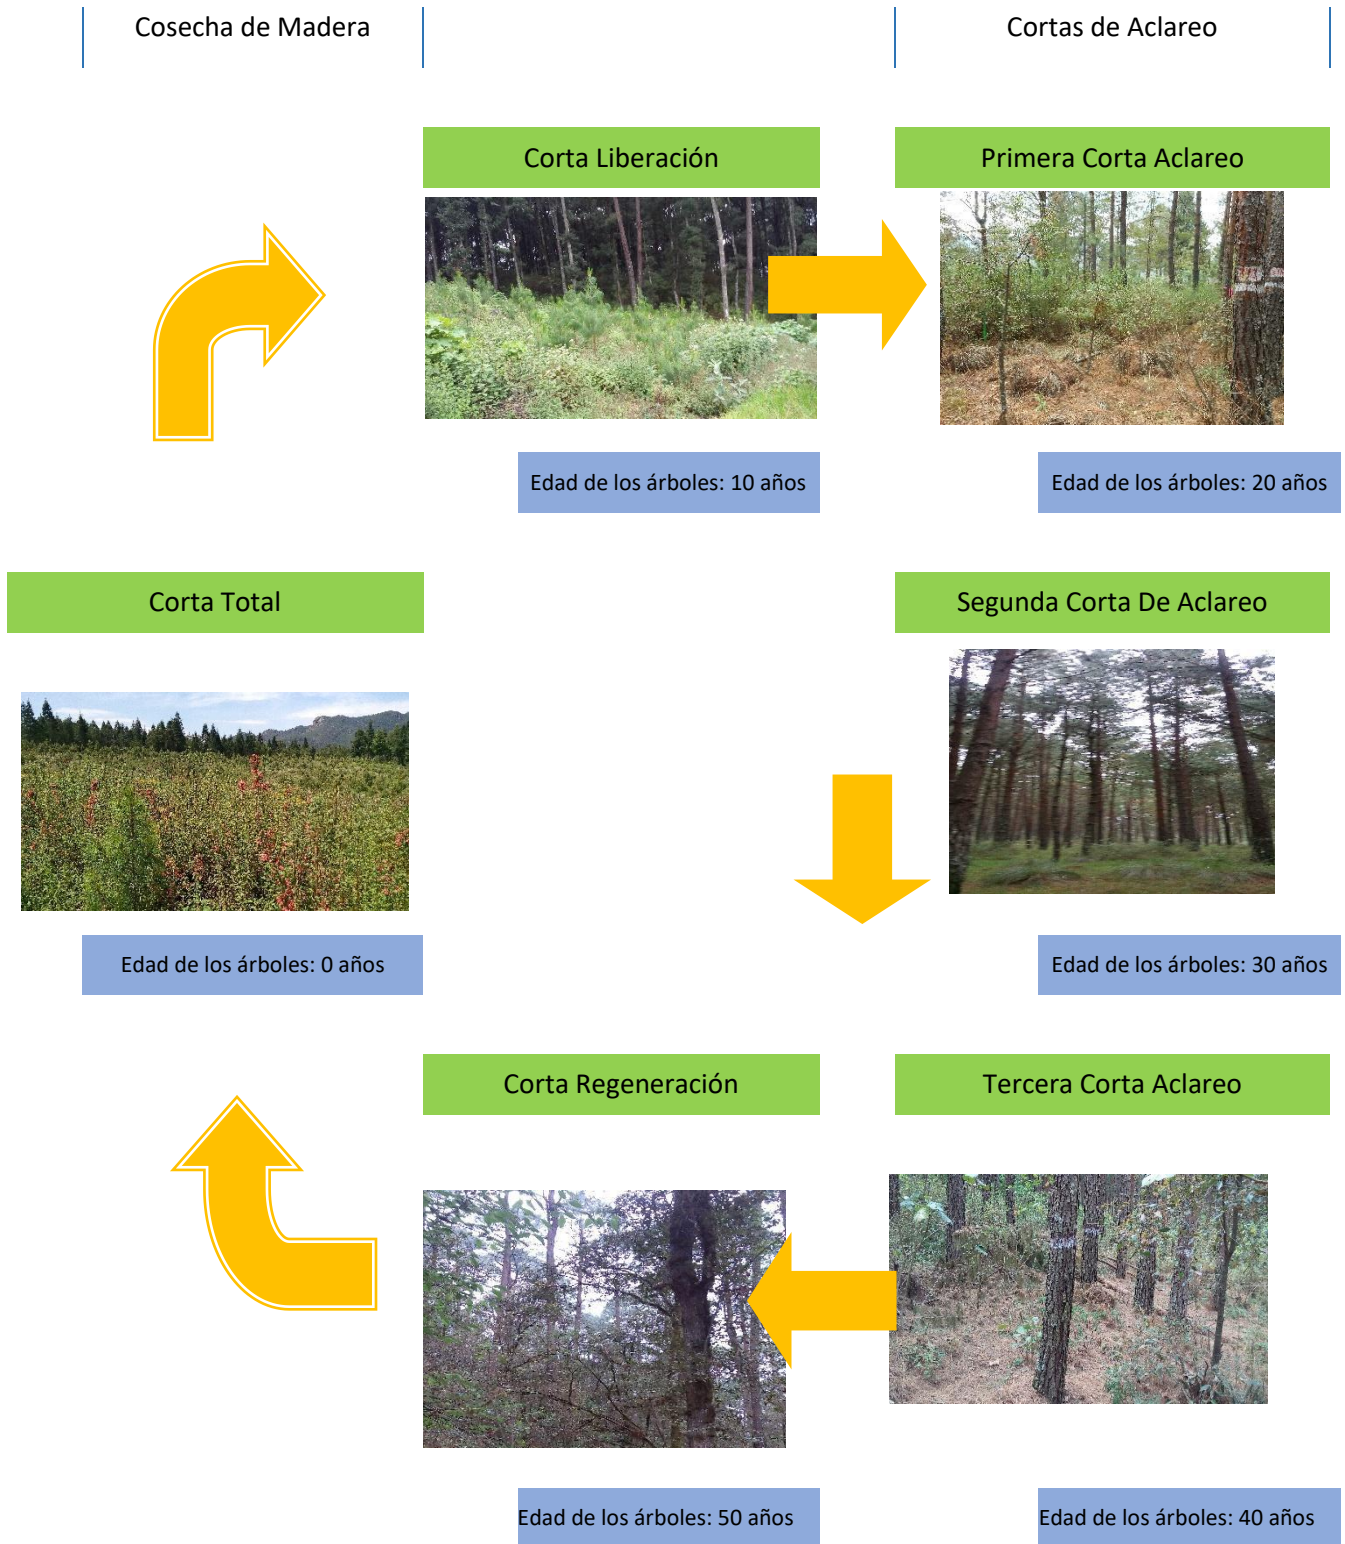 Cosecha de Madera
Cortas de Aclareo
Corta Liberación
Primera Corta Aclareo
Edad de los árboles: 10 años
Edad de los árboles: 20 años
Corta Total
Segunda Corta De Aclareo
Edad de los árboles: 0 años
Edad de los árboles: 30 años
Corta Regeneración
Tercera Corta Aclareo
Edad de los árboles: 50 años
Edad de los árboles: 40 años